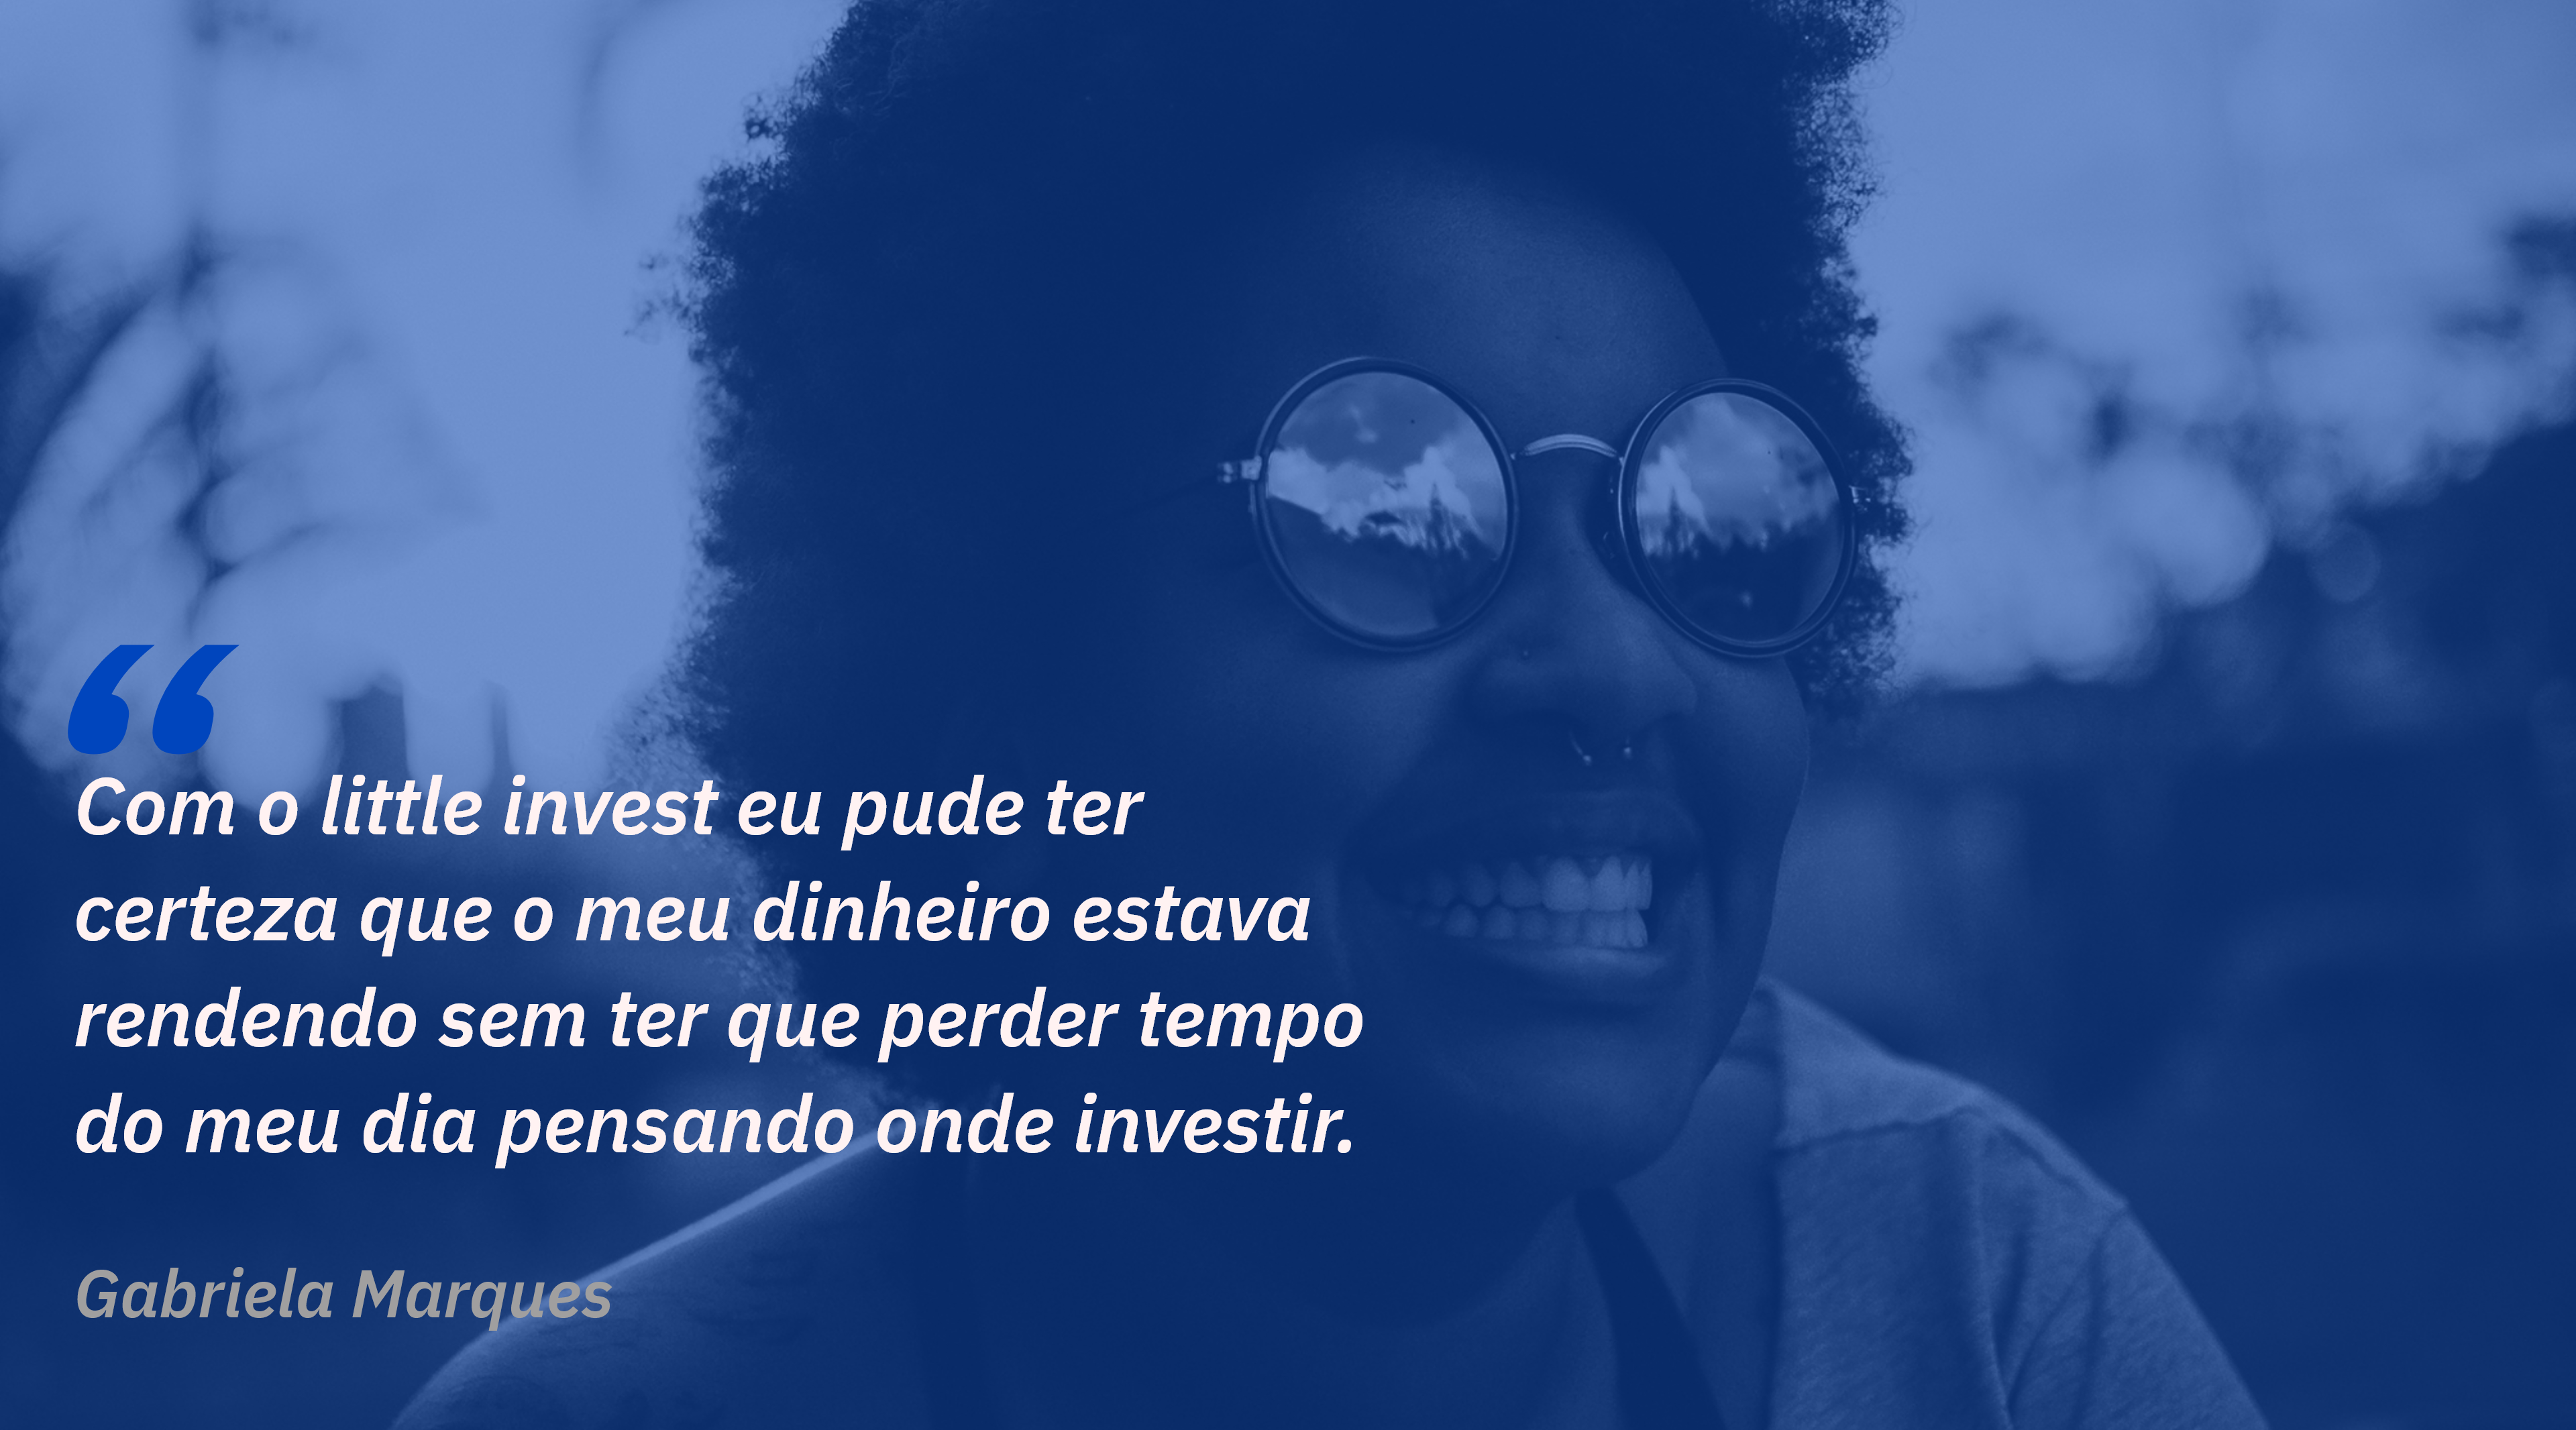 “
Com o little invest eu pude ter
certeza que o meu dinheiro estava
rendendo sem ter que perder tempo
do meu dia pensando onde investir.
Gabriela Marques